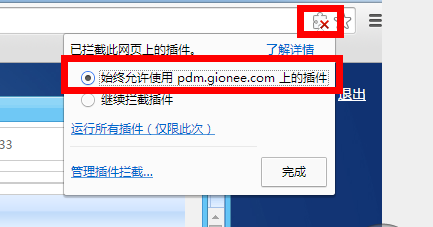 已拦截此网页上的插件。 了解详情
始终允许使用 pdm.gionee.com 上的插件
继续拦截插件
退出
运行所有插件（仅限此次）
33
管理插件拦截... 完成